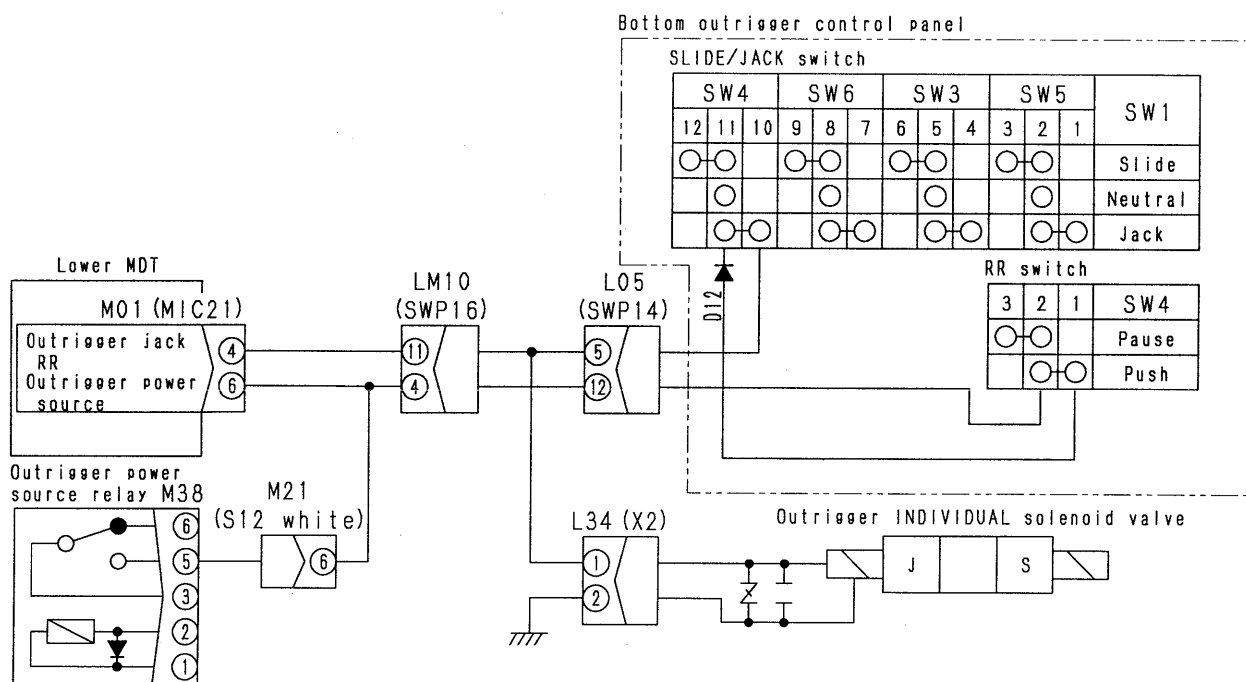 Bottom outrigger control panel
SLIDE/JACK switch
SW4 SW6 SW3 SW5 SW1
12 11 10 9 8 7 6 5 4 3 2 1
Slide
Neutral
Jack
Lower MDT
M01 (MIC21)
LM10
(SWP16)
L05
(SWP14)
D12
RR switch
3 2 1 SW4
Pause
Push
Outrigger jack
RR
4
11
5
Outrigger power
source
6
4
12
Outrigger power
source relay M38
M21
(S12 white)
6
5
3
2
1
6
L34 (X2)
1
2
Outrigger INDIVIDUAL solenoid valve
J S